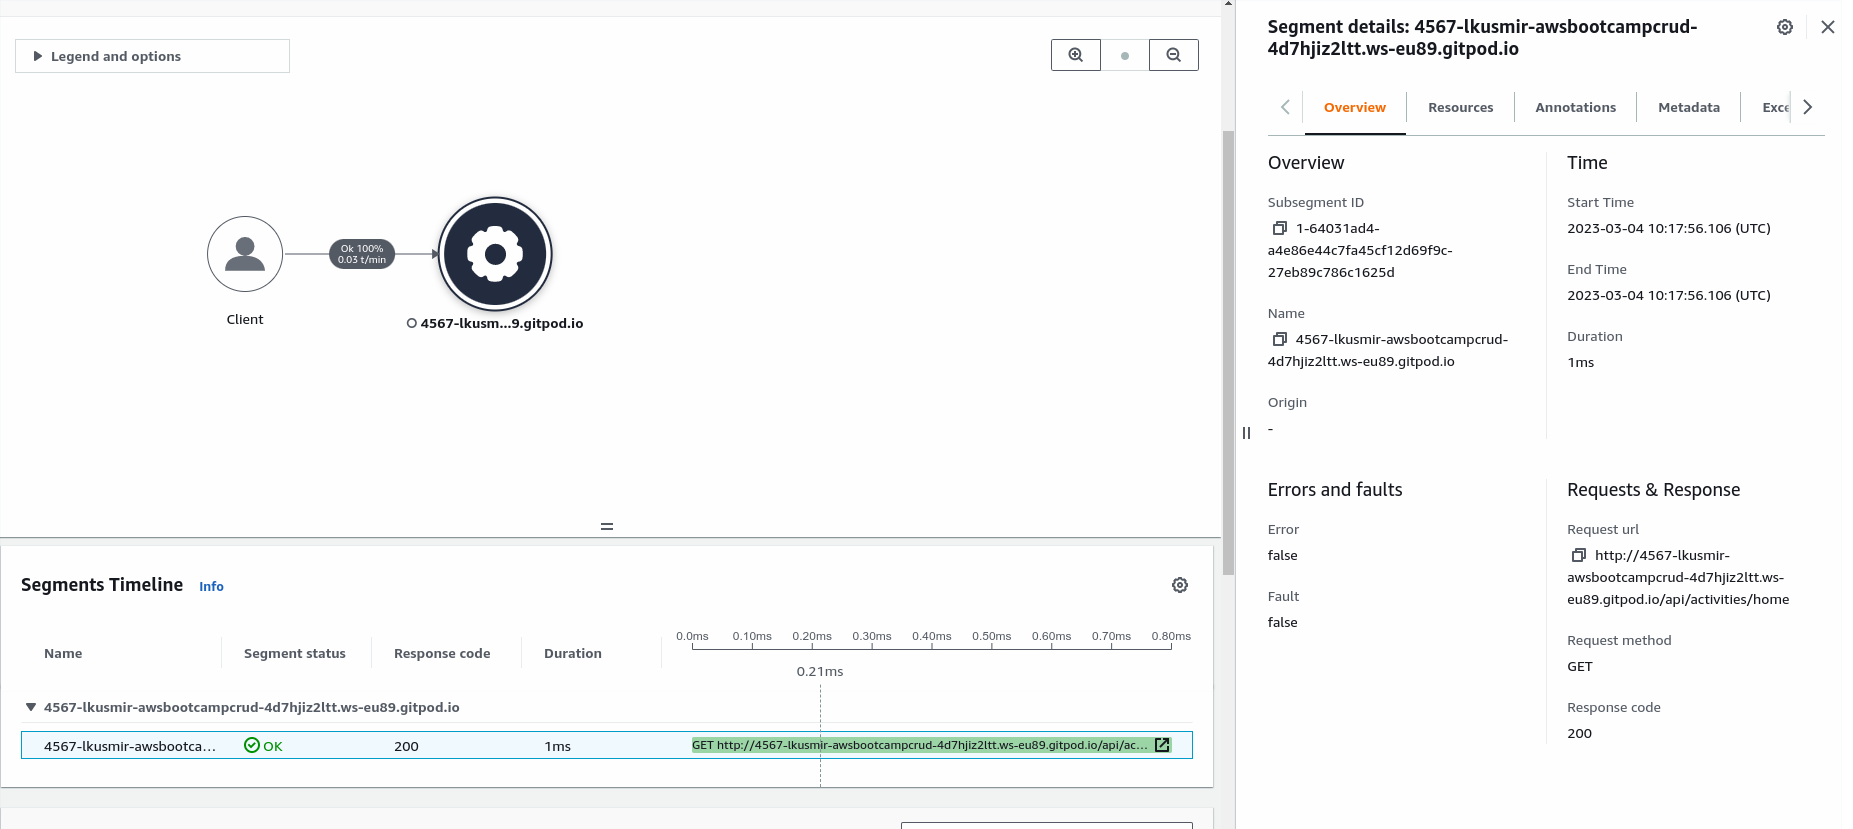 Legend and options
Ok 100%
0.03 t/min
Client
4567-lkusm...9.gitpod.io
Segments Timeline Info
0.0ms 0.10ms 0.20ms 0.30ms 0.40ms 0.50ms 0.60ms 0.70ms 0.80ms
Name Segment status Response code Duration
0.21ms
4567-lkusmir-awsbootcampcrud-4d7hjiz2ltt.ws-eu89.gitpod.io
4567-lkusmir-awsbootca... OK 200 1ms GET http://4567-lkusmir-awsbootcampcrud-4d7hjiz2ltt.ws-eu89.gitpod.io/api/ac...
Segment details: 4567-lkusmir-awsbootcampcrud-
4d7hjiz2ltt.ws-eu89.gitpod.io
Overview Resources Annotations Metadata Exce
Overview
Subsegment ID
1-64031ad4-
a4e86e44c7fa45cf12d69f9c-
27eb89c786c1625d
Name
4567-lkusmir-awsbootcampcrud-
4d7hjiz2ltt.ws-eu89.gitpod.io
Origin
-
Time
Start Time
2023-03-04 10:17:56.106 (UTC)
End Time
2023-03-04 10:17:56.106 (UTC)
Duration
1ms
Errors and faults
Error
false
Fault
false
Requests & Response
Request url
http://4567-lkusmir-
awsbootcampcrud-4d7hjiz2ltt.ws-
eu89.gitpod.io/api/activities/home
Request method
GET
Response code
200